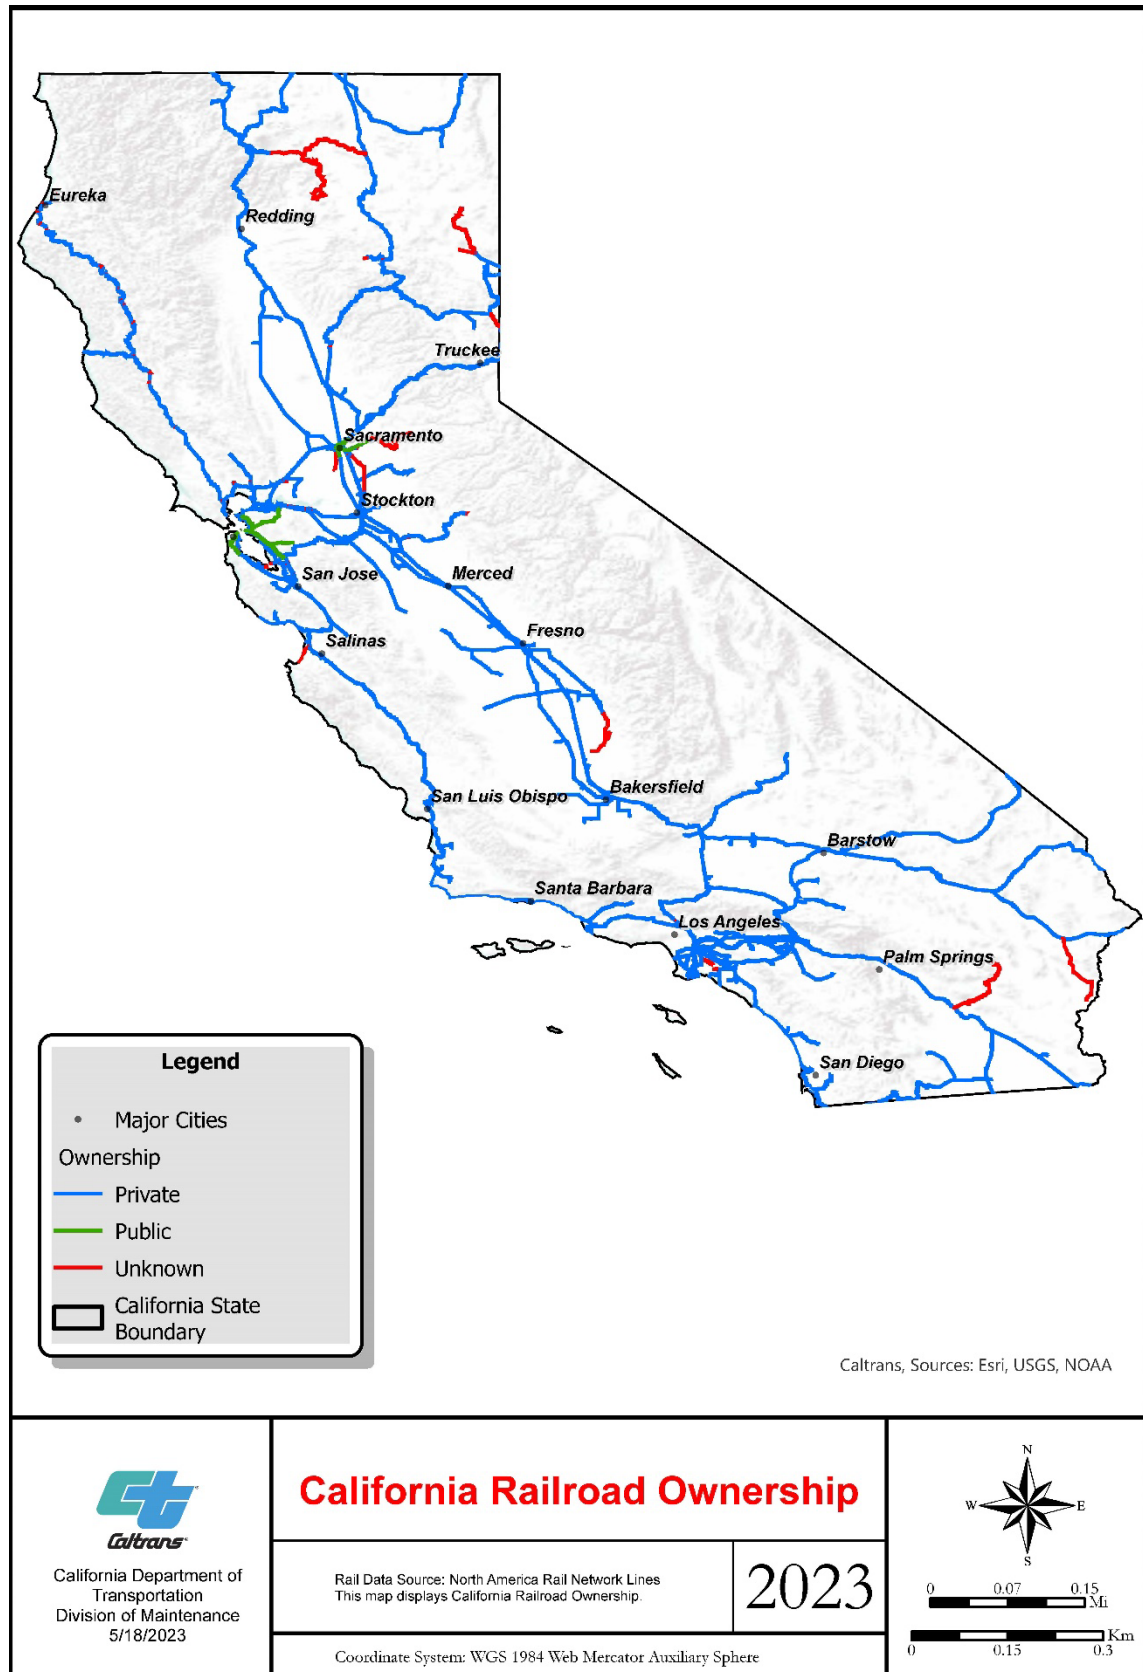 Eureka
Redding
Truckee
Sacramento
Stockton
San Jose
Merced
Fresno
Salinas
San Luis Obispo
Bakersfield
Barstow
Santa Barbara
Los Angeles
Palm Springs
San Diego
Legend
Major Cities
Ownership
Private
Public
Unknown
California State
Boundary
Caltrans, Sources: Esri, USGS, NOAA
Caltrans
California Department of
Transportation
Division of Maintenance
5/18/2023
California Railroad Ownership
Rail Data Source: North America Rail Network Lines
This map displays California Railroad Ownership.
2023
Coordinate System: WGS 1984 Web Mercator Auxiliary Sphere
N
W E
S
0 0.07 0.15
Mi
Km
0 0.15 0.3